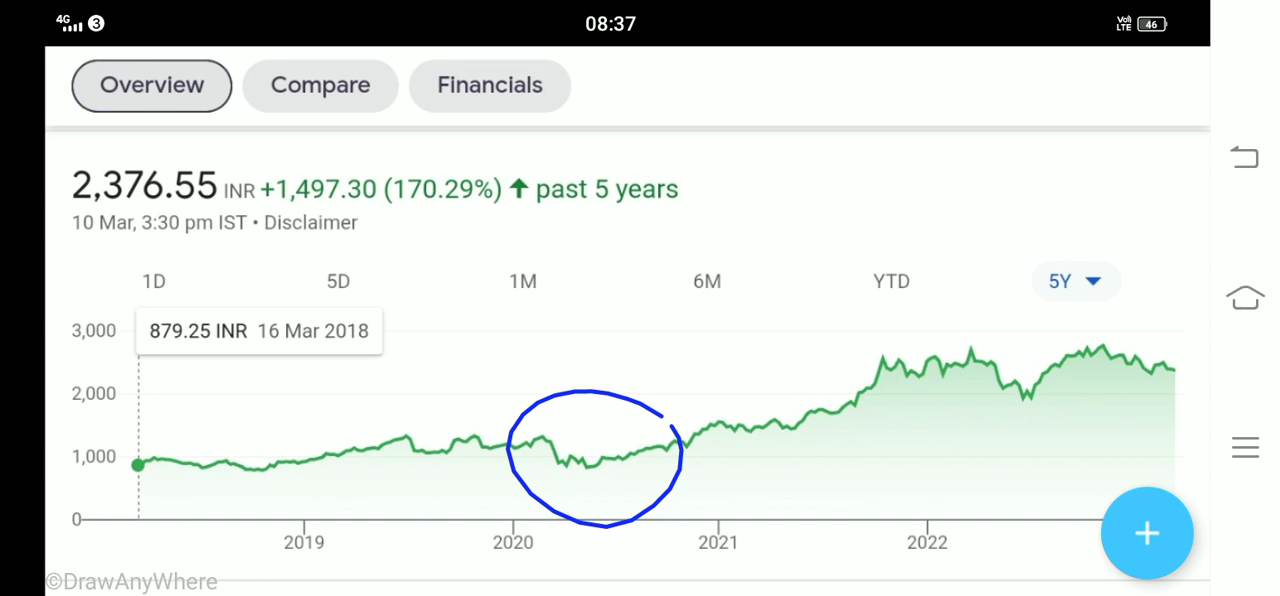 4G 3 08:37 Vol) LTE 46
Overview Compare Financials
2,376.55 INR +1,497.30 (170.29%) ↑ past 5 years
10 Mar, 3:30 pm IST • Disclaimer
1D 5D 1M 6M YTD 5Y
879.25 INR 16 Mar 2018
3,000
2,000
1,000
0
2019 2020 2021 2022
+
©DrawAnyWhere